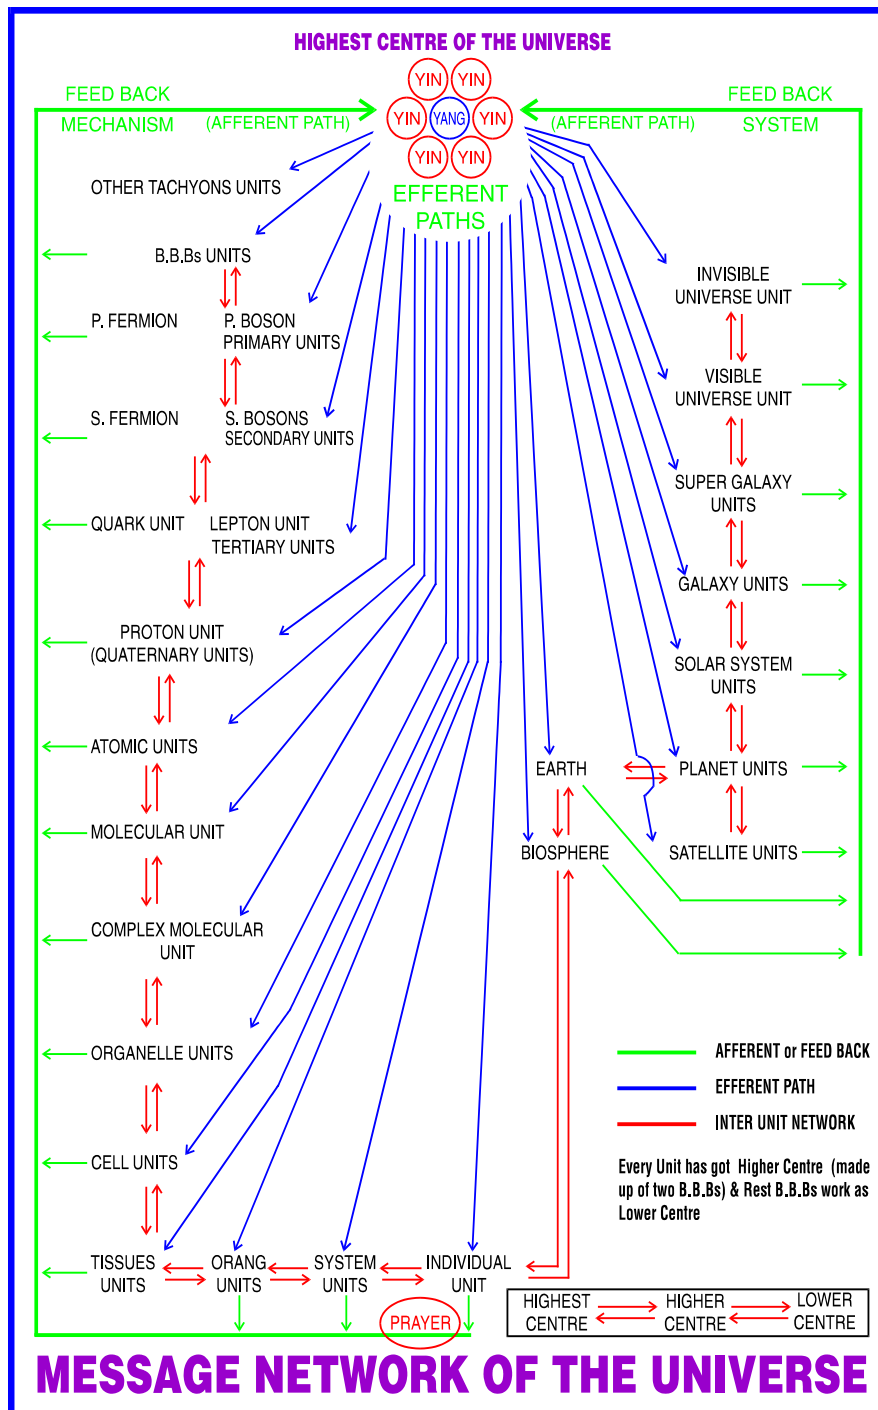 HIGHEST CENTRE OF THE UNIVERSE
YIN YIN
YIN YANG YIN
YIN YIN
FEED BACK
MECHANISM
(AFFERENT PATH)
(AFFERENT PATH)
FEED BACK
SYSTEM
EFFERENT
PATHS
OTHER TACHYONS UNITS
B.B.Bs UNITS
P. FERMION
P. BOSON
PRIMARY UNITS
S. FERMION
S. BOSONS
SECONDARY UNITS
QUARK UNIT
LEPTON UNIT
TERTIARY UNITS
PROTON UNIT
(QUATERNARY UNITS)
ATOMIC UNITS
MOLECULAR UNIT
COMPLEX MOLECULAR
UNIT
ORGANELLE UNITS
CELL UNITS
TISSUES
UNITS
ORANG
UNITS
SYSTEM
UNITS
INDIVIDUAL
UNIT
PRAYER
INVISIBLE
UNIVERSE UNIT
VISIBLE
UNIVERSE UNIT
SUPER GALAXY
UNITS
GALAXY UNITS
SOLAR SYSTEM
UNITS
EARTH
PLANET UNITS
BIOSPHERE
SATELLITE UNITS
AFFERENT or FEED BACK
EFFERENT PATH
INTER UNIT NETWORK
Every Unit has got Higher Centre (made
up of two B.B.Bs) & Rest B.B.Bs work as
Lower Centre
HIGHEST
CENTRE
HIGHER
CENTRE
LOWER
CENTRE
MESSAGE NETWORK OF THE UNIVERSE